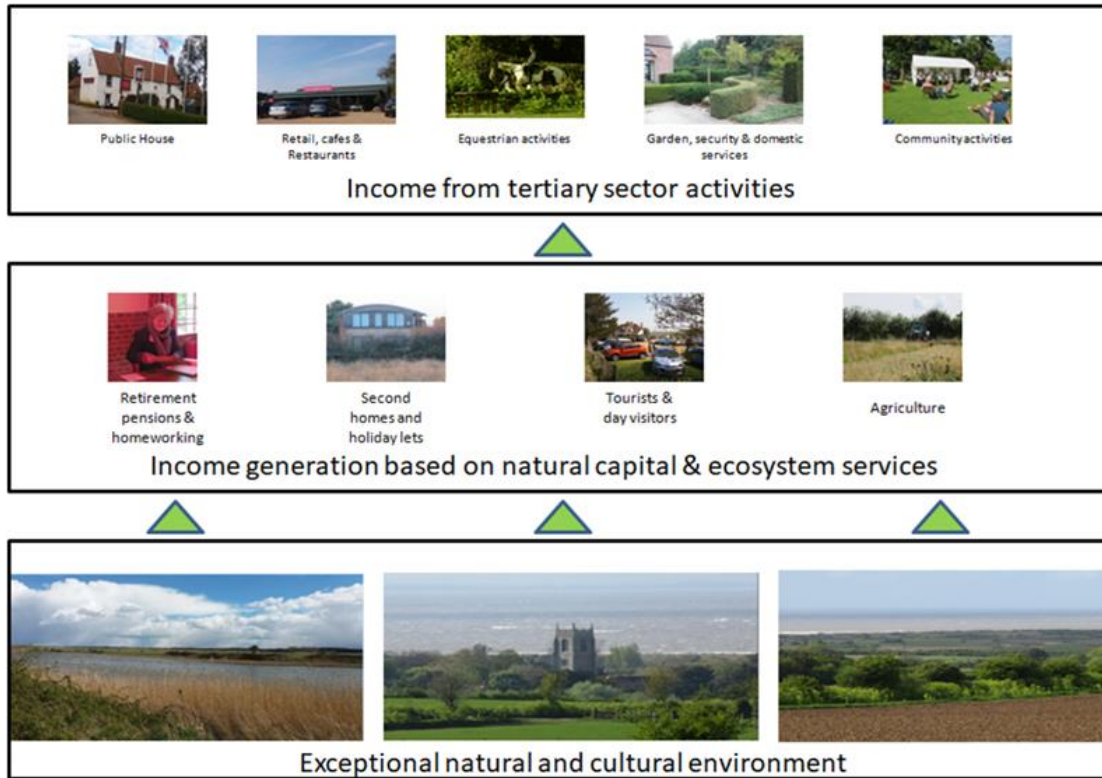 Public House
Retail, cafes &
Restaurants
Equestrian activities
Garden, security & domestic
services
Community activities
Income from tertiary sector activities
Retirement
pensions &
homeworking
Second
homes and
holiday lets
Tourists &
day visitors
Agriculture
Income generation based on natural capital & ecosystem services
Exceptional natural and cultural environment